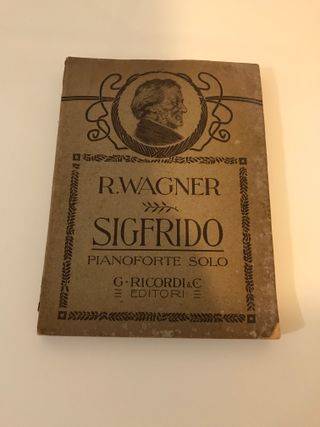 R. WAGNER
SIGFRIDO
PIANOFORTE SOLO
G. RICORDI & C
EDITORI